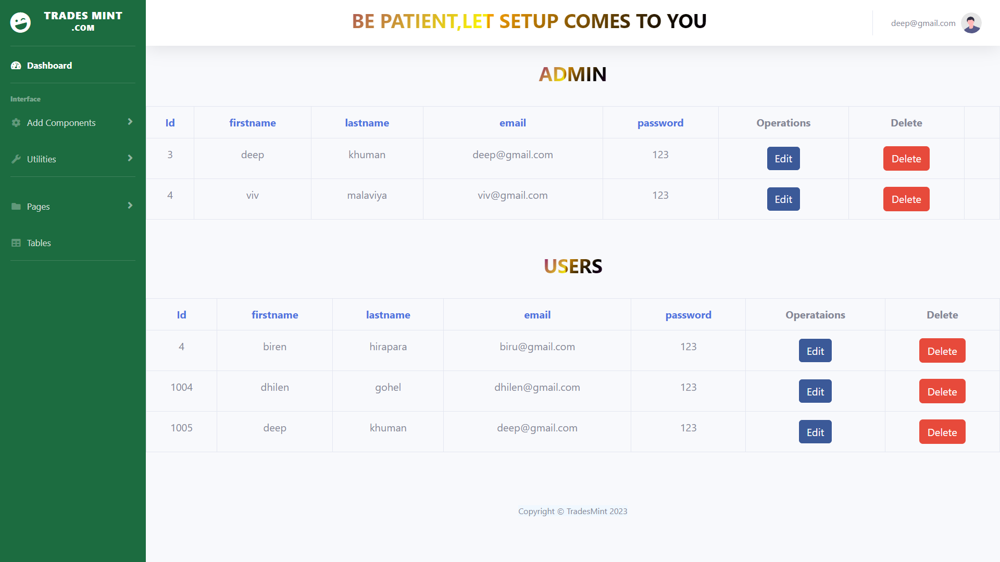 TRADES MINT
.COM
BE PATIENT,LET SETUP COMES TO YOU
deep@gmail.com
Dashboard
Interface
Add Components
Utilities
Pages
Tables
ADMIN
Id firstname lastname email password Operations Delete
3 deep khuman deep@gmail.com 123 Edit Delete
4 viv malaviya viv@gmail.com 123 Edit Delete
USERS
Id firstname lastname email password Operataions Delete
4 biren hirapara biru@gmail.com 123 Edit Delete
1004 dhilen gohel dhilen@gmail.com 123 Edit Delete
1005 deep khuman deep@gmail.com 123 Edit Delete
Copyright © TradesMint 2023